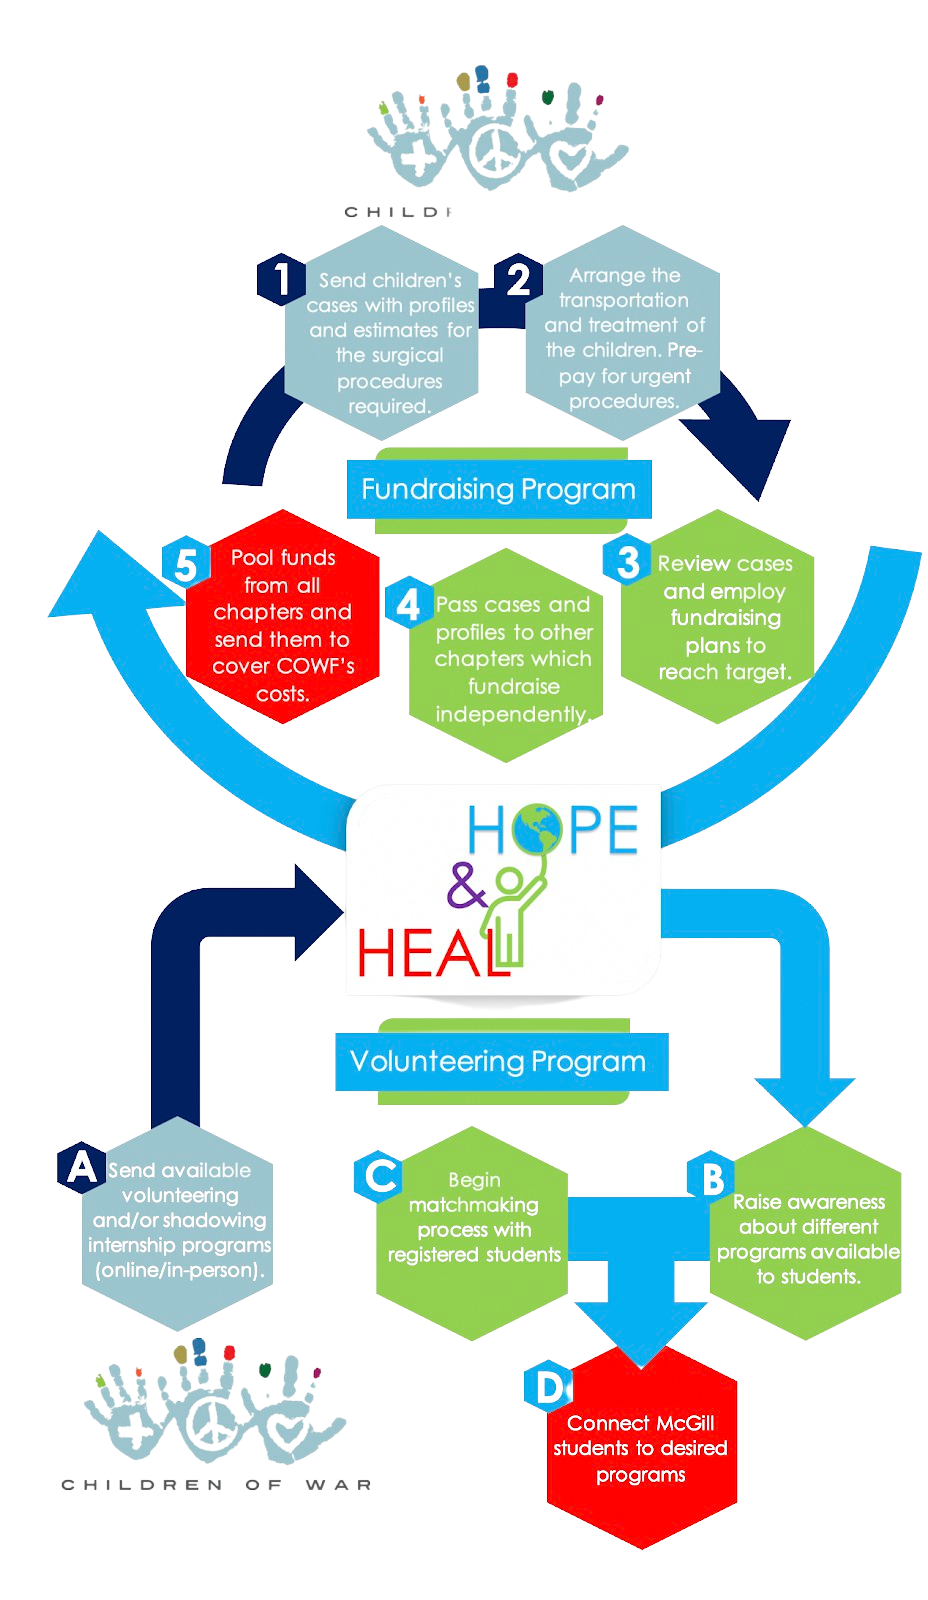 CHILDR
1
Send children's
cases with profiles
and estimates for
the surgical
procedures
required.
2
Arrange the
transportation
and treatment of
the children. Pre-
pay for urgent
procedures.
Fundraising Program
5
Pool funds
from all
chapters and
send them to
cover COWF's
costs.
4
Pass cases and
profiles to other
chapters which
fundraise
independently.
3
Review cases
and employ
fundraising
plans to
reach target.
HOPE
&
HEAL
Volunteering Program
A
Send available
volunteering
and/or shadowing
internship programs
(online/in-person).
C
Begin
matchmaking
process with
registered students
B
Raise awareness
about different
programs available
to students.
D
Connect McGill
students to desired
programs
CHILDREN OF WAR